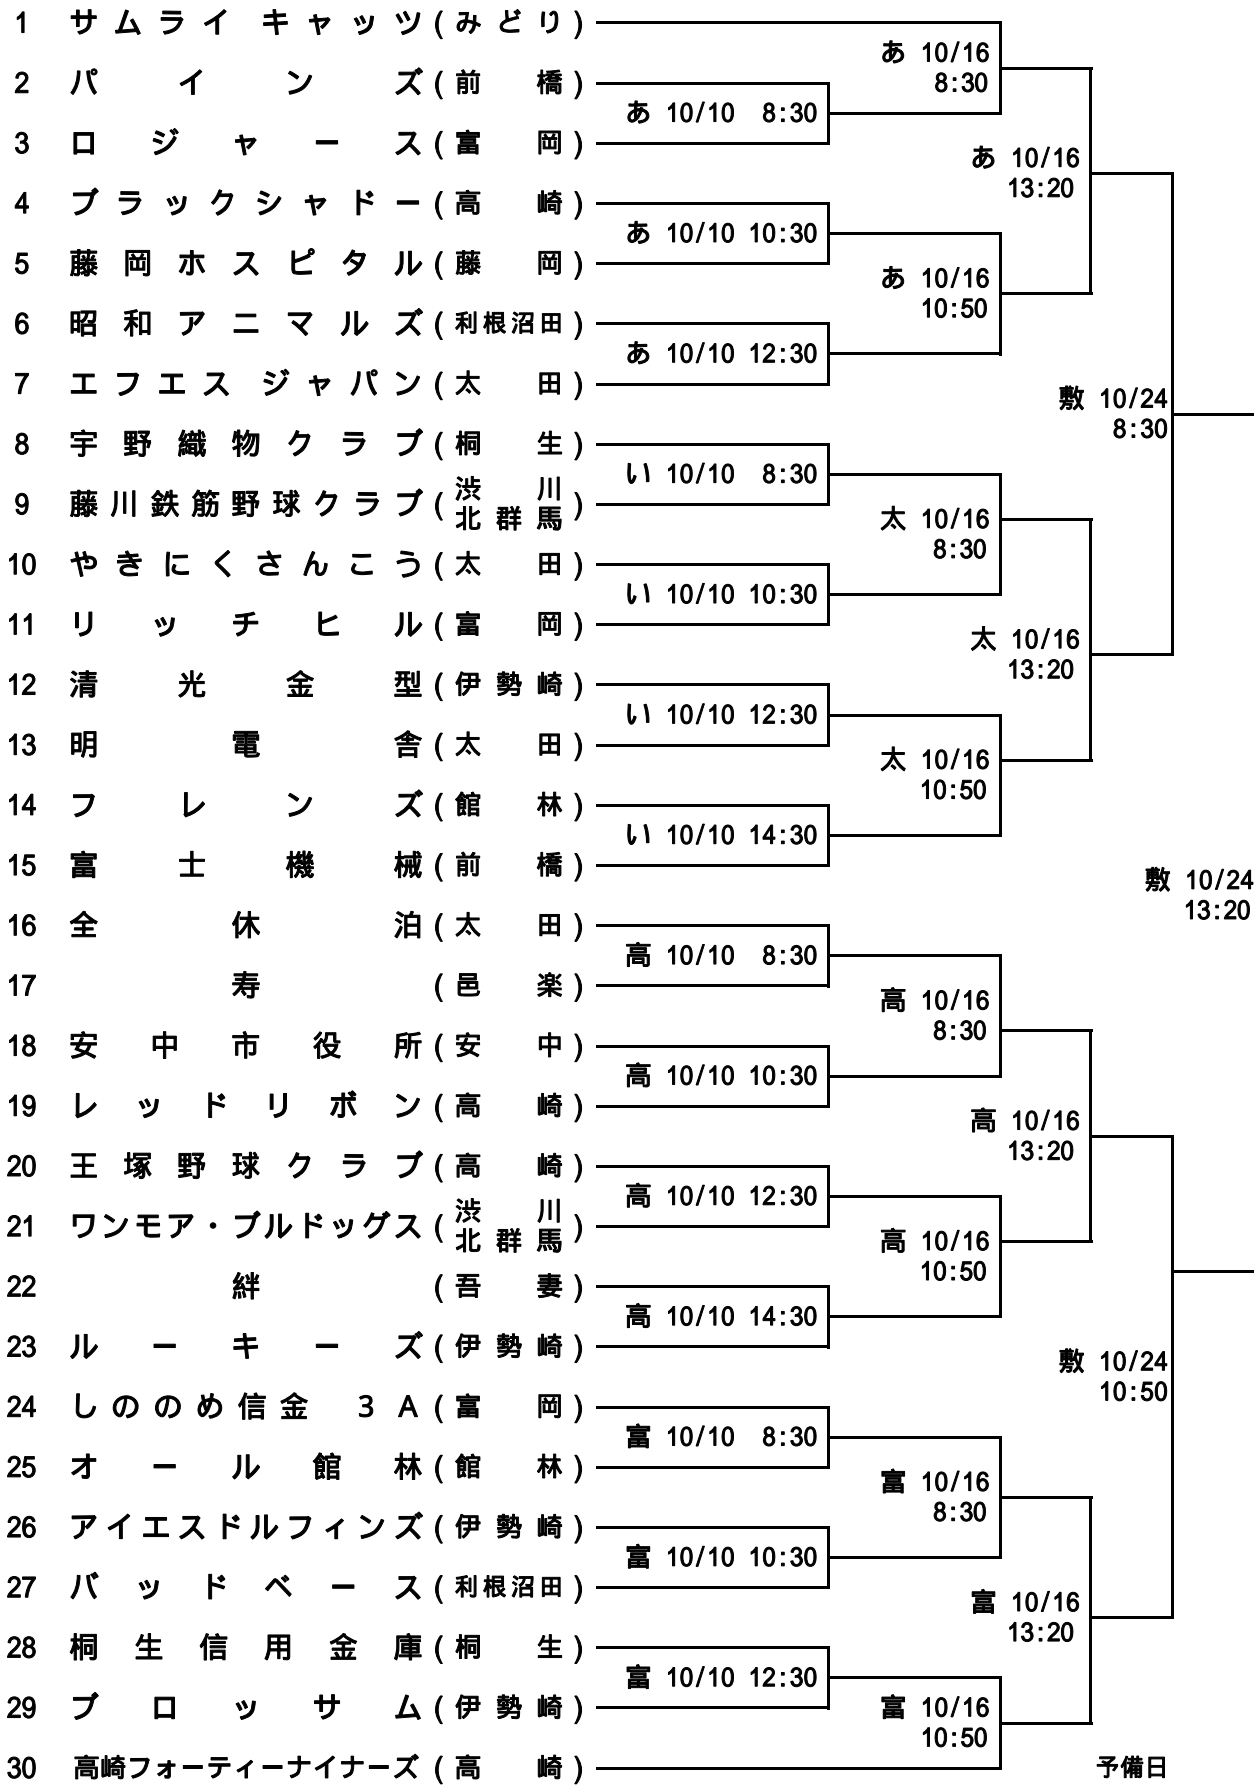 1 サムライキャッツ(みどり)
あ 10/16
8:30
2 パインズ(前橋)
あ 10/10 8:30
3 ロジャース(富岡)
あ 10/16
13:20
4 ブラックシャドー(高崎)
あ 10/10 10:30
5 藤岡ホスピタル(藤岡)
あ 10/16
10:50
6 昭和アニマルズ(利根沼田)
あ 10/10 12:30
7 エフエスジャパン(太田)
敷 10/24
8:30
8 宇野織物クラブ(桐生)
い 10/10 8:30
9 藤川鉄筋野球クラブ(渋川北群馬)
太 10/16
8:30
10 やきにくさんこう(太田)
い 10/10 10:30
11 リッチヒル(富岡)
太 10/16
13:20
12 清光金型(伊勢崎)
い 10/10 12:30
13 明電舎(太田)
太 10/16
10:50
14 フレンズ(館林)
い 10/10 14:30
15 富士機械(前橋)
敷 10/24
13:20
16 全休泊(太田)
高 10/10 8:30
17 寿(邑楽)
高 10/16
8:30
18 安中市役所(安中)
高 10/10 10:30
19 レッドリボン(高崎)
高 10/16
13:20
20 王塚野球クラブ(高崎)
高 10/10 12:30
21 ワンモア・ブルドッグス(渋川北群馬)
高 10/16
10:50
22 絆(吾妻)
高 10/10 14:30
23 ルーキーズ(伊勢崎)
敷 10/24
10:50
24 しののめ信金 3A(富岡)
富 10/10 8:30
25 オール館林(館林)
富 10/16
8:30
26 アイエスドルフィンズ(伊勢崎)
富 10/10 10:30
27 バッドベース(利根沼田)
富 10/16
13:20
28 桐生信用金庫(桐生)
富 10/10 12:30
29 ブロッサム(伊勢崎)
富 10/16
10:50
30 高崎フォーティーナイナーズ(高崎)
予備日